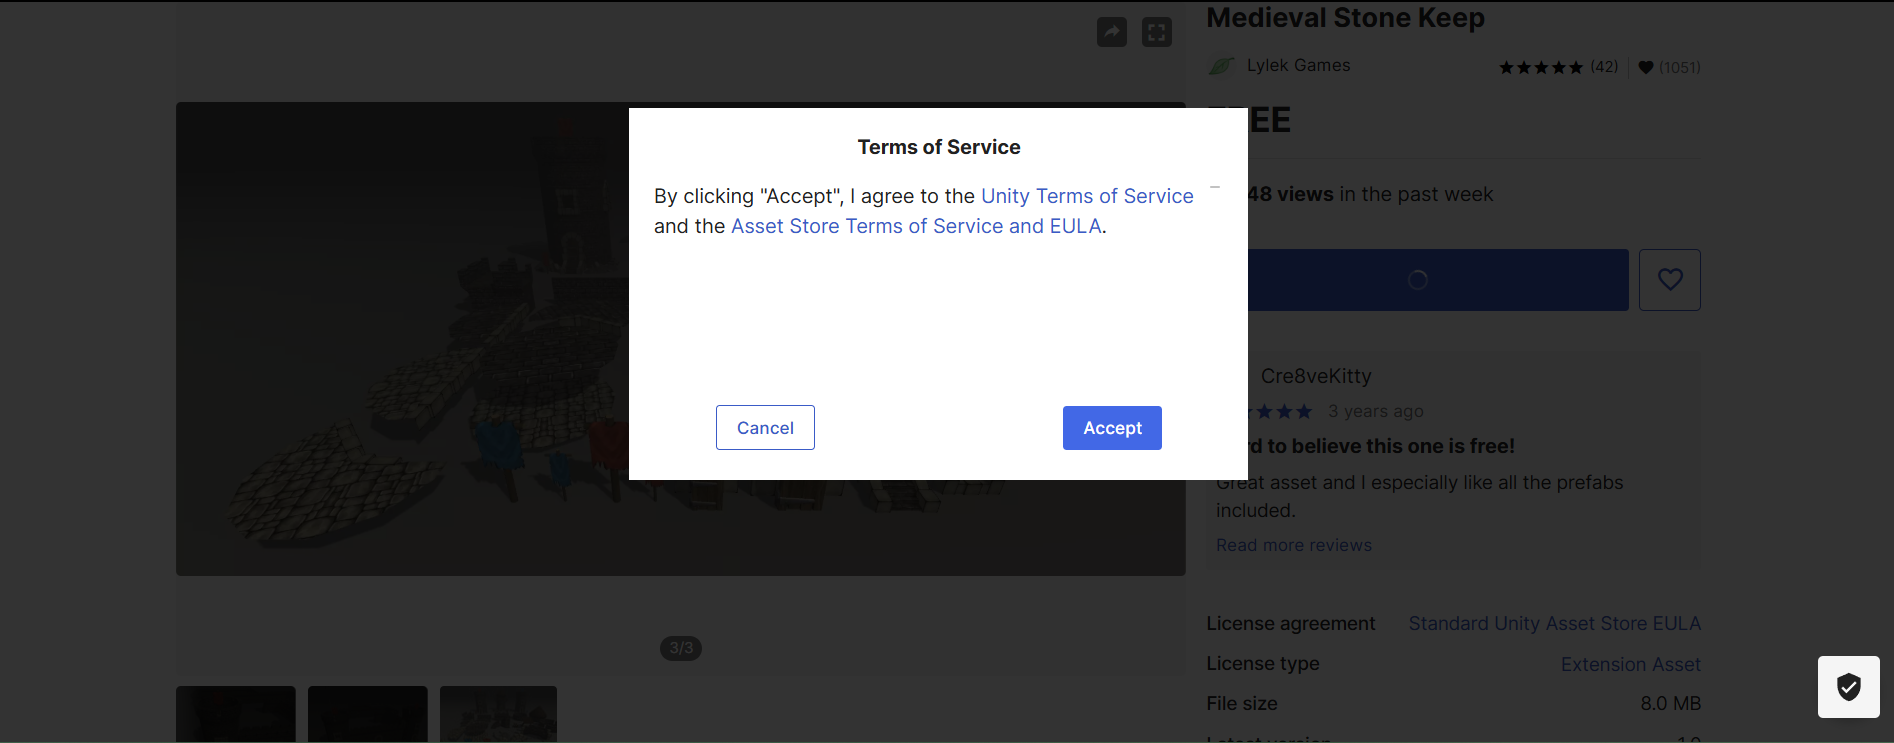 Medieval Stone Keep
Lylek Games
(42)
(1051)
EE
Terms of Service
By clicking "Accept", I agree to the Unity Terms of Service
and the Asset Store Terms of Service and EULA.
48 views in the past week
Cancel
Accept
Cre8veKitty
3 years ago
rd to believe this one is free!
Great asset and I especially like all the prefabs
included.
Read more reviews
3/3
License agreement
Standard Unity Asset Store EULA
License type
Extension Asset
File size
8.0 MB